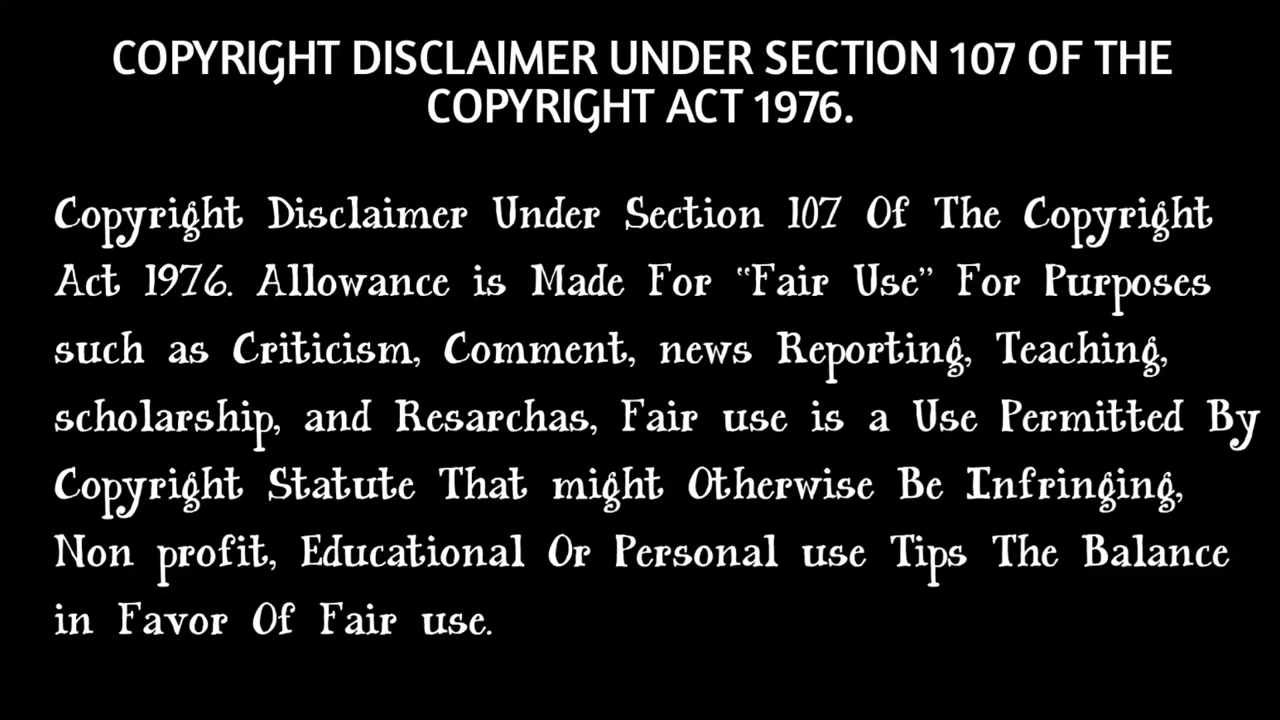 COPYRIGHT DISCLAIMER UNDER SECTION 107 OF THE
COPYRIGHT ACT 1976.
Copyright Disclaimer Under Section 107 Of The Copyright
Act 1976. Allowance is Made For “Fair Use” For Purposes
such as Criticism, Comment, news Reporting, Teaching,
scholarship, and Resarchas, Fair use is a Use Permitted By
Copyright Statute That might Otherwise Be Infringing,
Non profit, Educational Or Personal use Tips The Balance
in Favor Of Fair use.